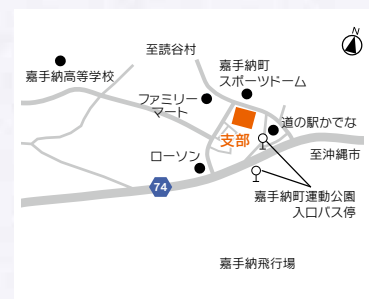 N
至読谷村
嘉手納町
スポーツドーム
嘉手納高等学校
ファミリー
マート
道の駅かでな
支部
至沖縄市
ローソン
74
嘉手納町運動公園
入口バス停
嘉手納飛行場